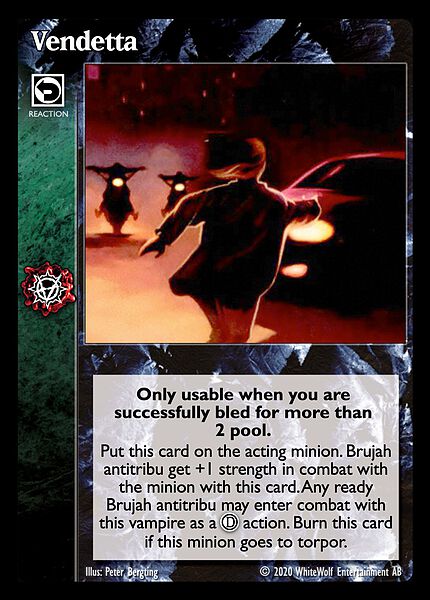 Vendetta
REACTION
Only usable when you are
successfully bled for more than
2 pool.
Put this card on the acting minion. Brujah
antitribu get +1 strength in combat with
the minion with this card. Any ready
Brujah antitribu may enter combat with
this vampire as a Ⓓ action. Burn this card
if this minion goes to torpor.
Illus: Peter Bergting © 2020 WhiteWolf Entertainment AB